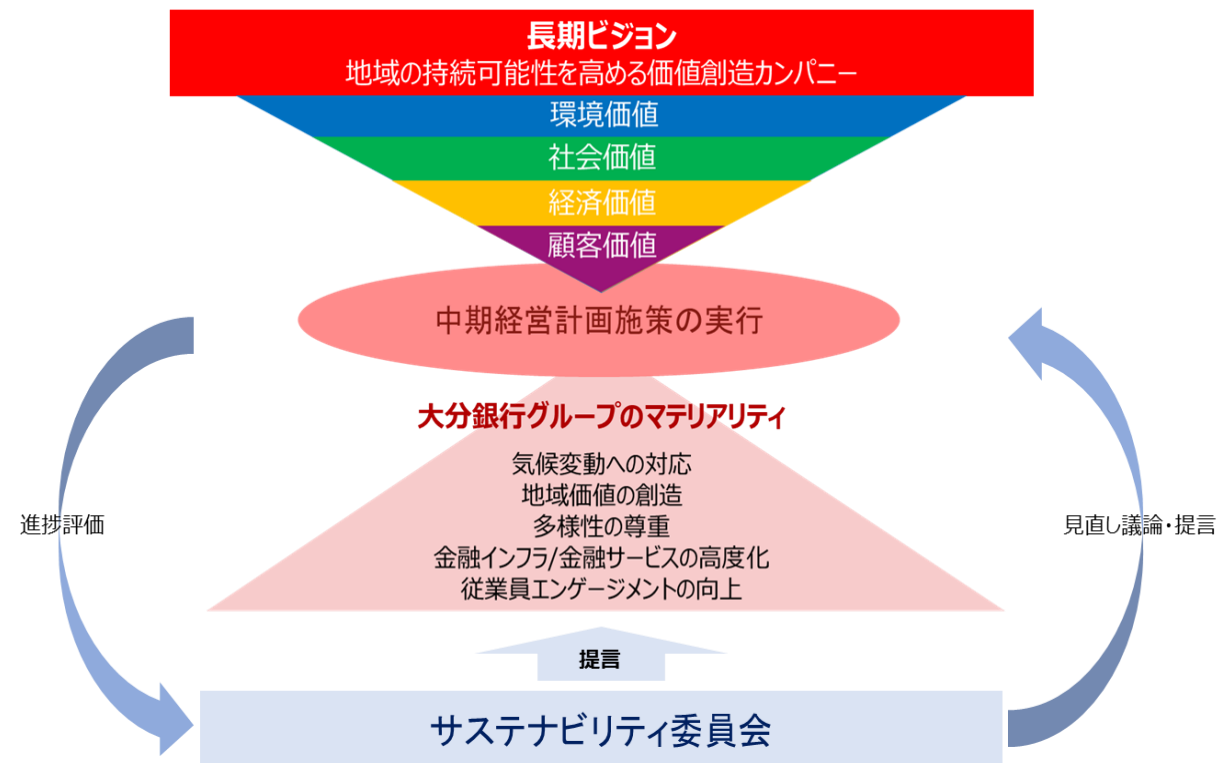 長期ビジョン
地域の持続可能性を高める価値創造カンパニー
環境価値
社会価値
経済価値
顧客価値
中期経営計画施策の実行
大分銀行グループのマテリアリティ
気候変動への対応
地域価値の創造
多様性の尊重
金融インフラ/金融サービスの高度化
従業員エンゲージメントの向上
進捗評価
見直し議論・提言
提言
サステナビリティ委員会